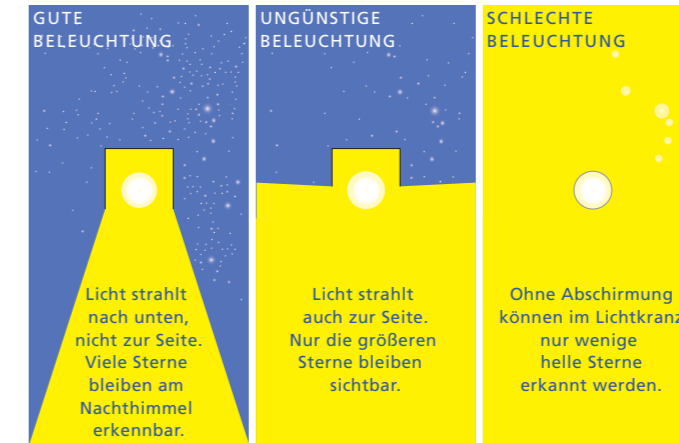 GUTE
BELEUCHTUNG
Licht strahlt
nach unten,
nicht zur Seite.
Viele Sterne
bleiben am
Nachthimmel
erkennbar.
UNGÜNSTIGE
BELEUCHTUNG
Licht strahlt
auch zur Seite.
Nur die größeren
Sterne bleiben
sichtbar.
SCHLECHTE
BELEUCHTUNG
Ohne Abschirmung
können im Lichtkranz
nur wenige
helle Sterne
erkannt werden.